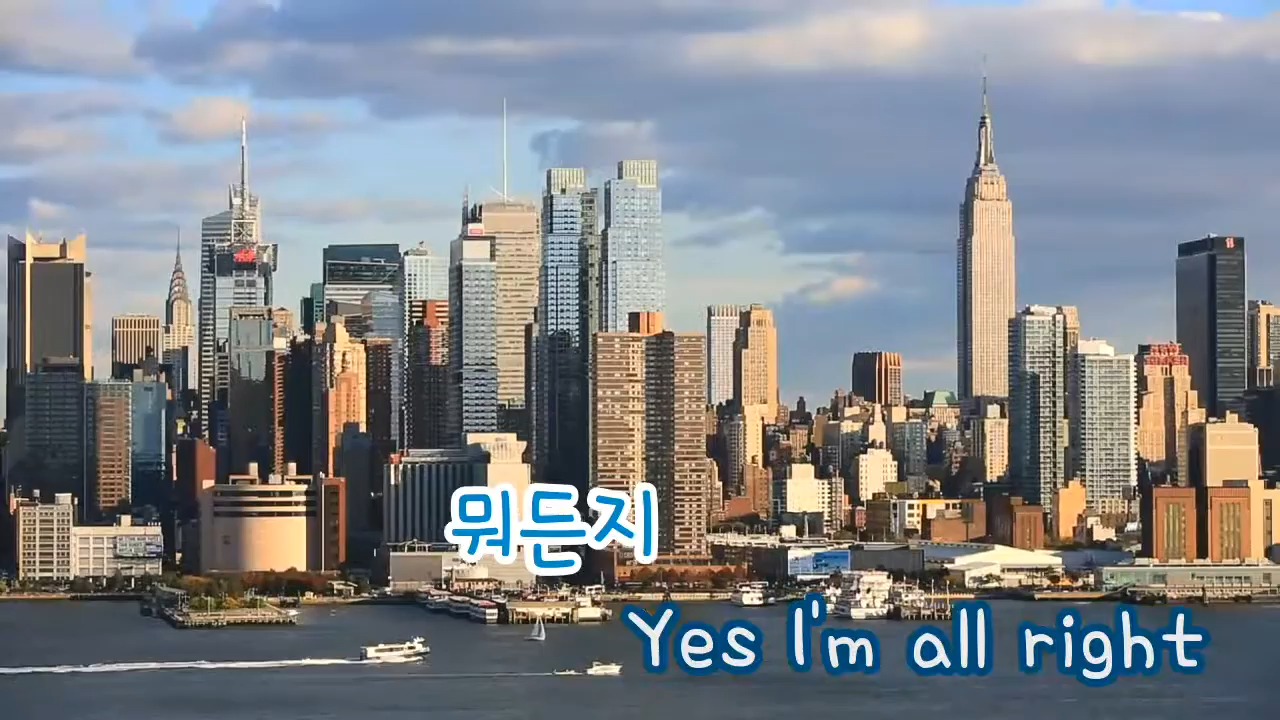 뭐든지
Yes I'm all right